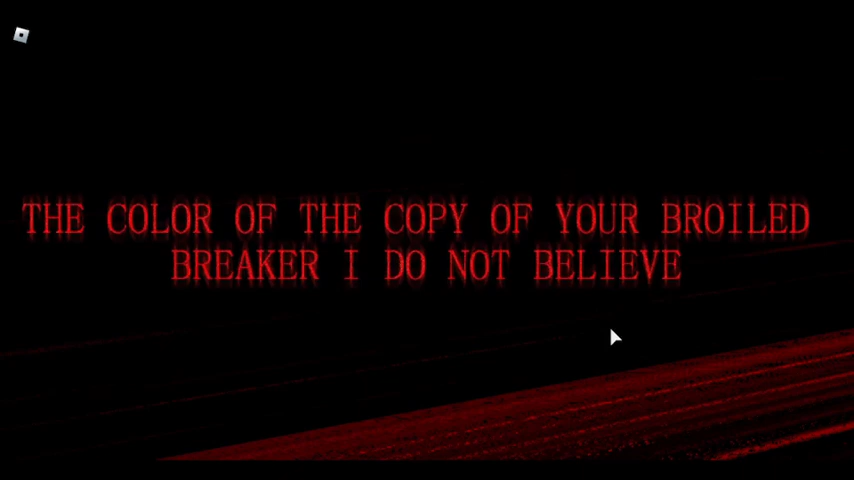 THE COLOR OF THE COPY OF YOUR BROILED
BREAKER I DO NOT BELIEVE